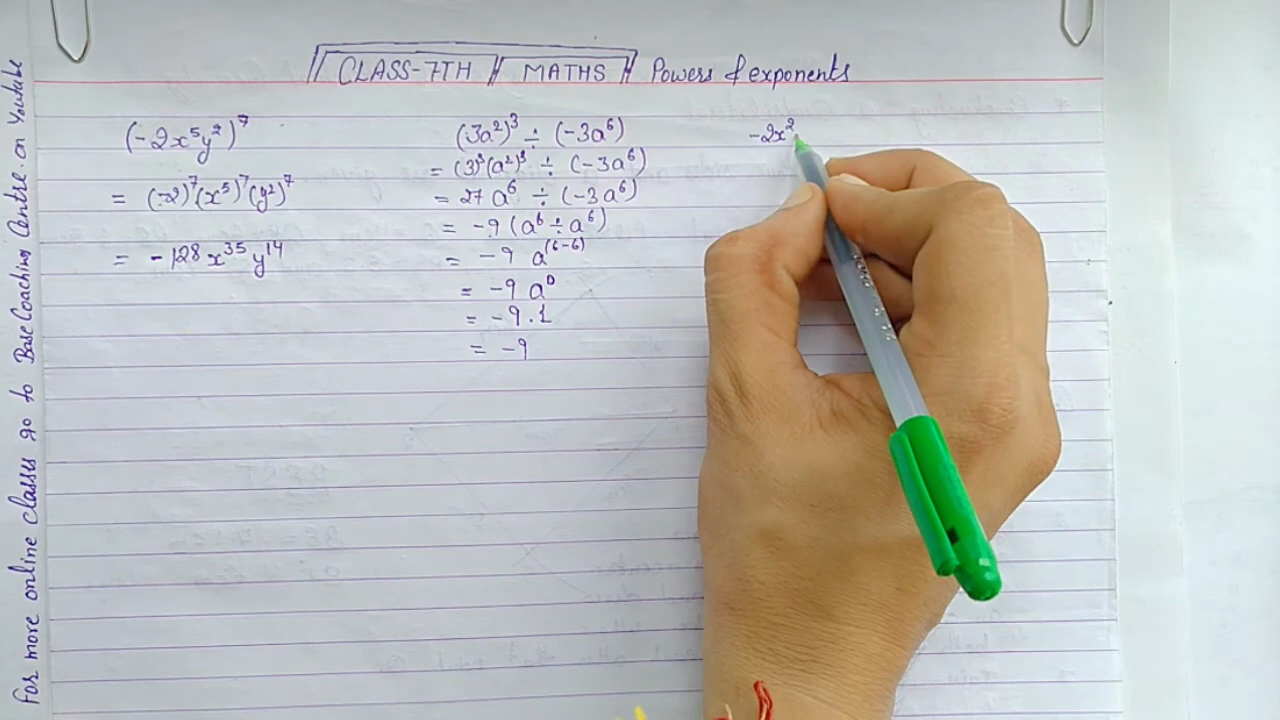 CLASS-7TH // MATHS // Powers & exponents
(-2x⁵y²)⁷
= (-2)⁷(x⁵)⁷(y²)⁷
= -128 x³⁵ y¹⁴
(3a²)³ ÷ (-3a⁶)
= (3)³(a²)³ ÷ (-3a⁶)
= 27 a⁶ ÷ (-3a⁶)
= -9 (a⁶ ÷ a⁶)
= -9 a⁽⁶⁻⁶⁾
= -9 a⁰
= -9 . 1
= -9
-2x²
For more online classes go to Base Coaching Centre on Youtube